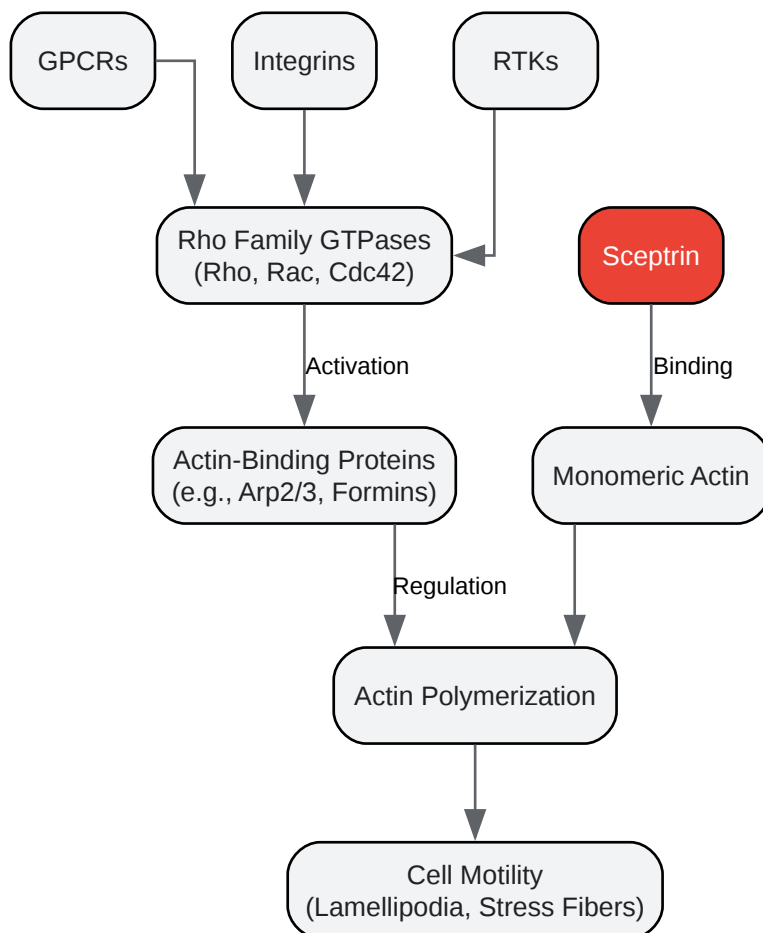 GPCRs
Integrins
RTKs
Rho Family GTPases
(Rho, Rac, Cdc42)
Sceptrin
Activation
Binding
Actin-Binding Proteins
(e.g., Arp2/3, Formins)
Monomeric Actin
Regulation
Actin Polymerization
Cell Motility
(Lamellipodia, Stress Fibers)